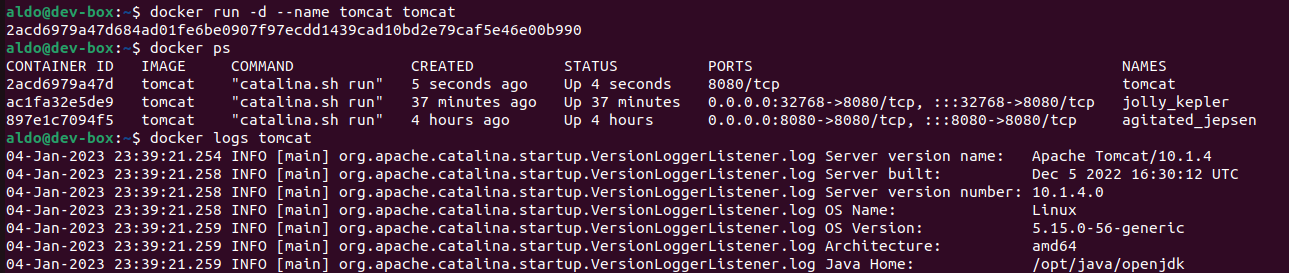 aldo@dev-box:~$ docker run -d --name tomcat tomcat
2acd6979a47d684ad01fe6be0907f97ecdd1439cad10bd2e79caf5e46e00b990
aldo@dev-box:~$ docker ps
CONTAINER ID   IMAGE     COMMAND             CREATED          STATUS          PORTS                                         NAMES
2acd6979a47d   tomcat    "catalina.sh run"   5 seconds ago    Up 4 seconds    8080/tcp                                      tomcat
ac1fa32e5de9   tomcat    "catalina.sh run"   37 minutes ago   Up 37 minutes   0.0.0.0:32768->8080/tcp, :::32768->8080/tcp   jolly_kepler
897e1c7094f5   tomcat    "catalina.sh run"   4 hours ago      Up 4 hours      0.0.0.0:8080->8080/tcp, :::8080->8080/tcp     agitated_jepsen
aldo@dev-box:~$ docker logs tomcat
04-Jan-2023 23:39:21.254 INFO [main] org.apache.catalina.startup.VersionLoggerListener.log Server version name:   Apache Tomcat/10.1.4
04-Jan-2023 23:39:21.258 INFO [main] org.apache.catalina.startup.VersionLoggerListener.log Server built:          Dec 5 2022 16:30:12 UTC
04-Jan-2023 23:39:21.258 INFO [main] org.apache.catalina.startup.VersionLoggerListener.log Server version number: 10.1.4.0
04-Jan-2023 23:39:21.258 INFO [main] org.apache.catalina.startup.VersionLoggerListener.log OS Name:               Linux
04-Jan-2023 23:39:21.259 INFO [main] org.apache.catalina.startup.VersionLoggerListener.log OS Version:            5.15.0-56-generic
04-Jan-2023 23:39:21.259 INFO [main] org.apache.catalina.startup.VersionLoggerListener.log Architecture:          amd64
04-Jan-2023 23:39:21.259 INFO [main] org.apache.catalina.startup.VersionLoggerListener.log Java Home:             /opt/java/openjdk